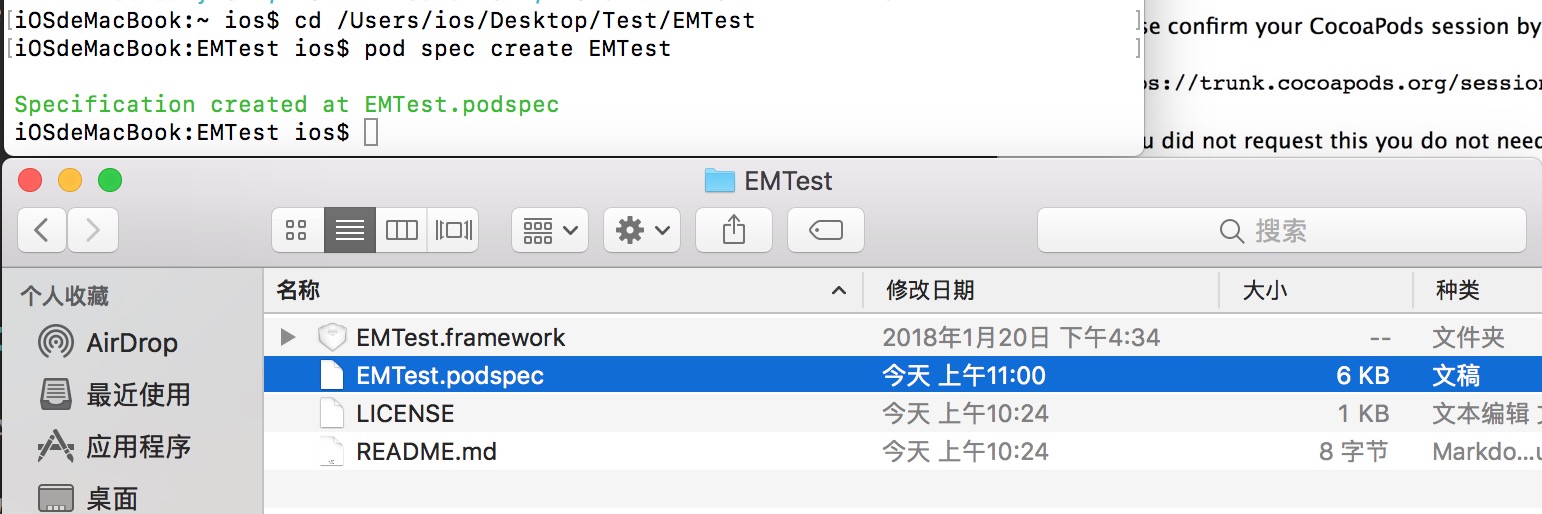 [iOSdeMacBook:~ ios$ cd /Users/ios/Desktop/Test/EMTest ]
[iOSdeMacBook:EMTest ios$ pod spec create EMTest ]
Specification created at EMTest.podspec
iOSdeMacBook:EMTest ios$
se confirm your CocoaPods session by
ps://trunk.cocoapods.org/session
u did not request this you do not need
EMTest
搜索
个人收藏
AirDrop
最近使用
应用程序
桌面
名称 修改日期 大小 种类
EMTest.framework 2018年1月20日 下午4:34 -- 文件夹
EMTest.podspec 今天 上午11:00 6 KB 文稿
LICENSE 今天 上午10:24 1 KB 文本编辑
README.md 今天 上午10:24 8 字节 Markdo...u